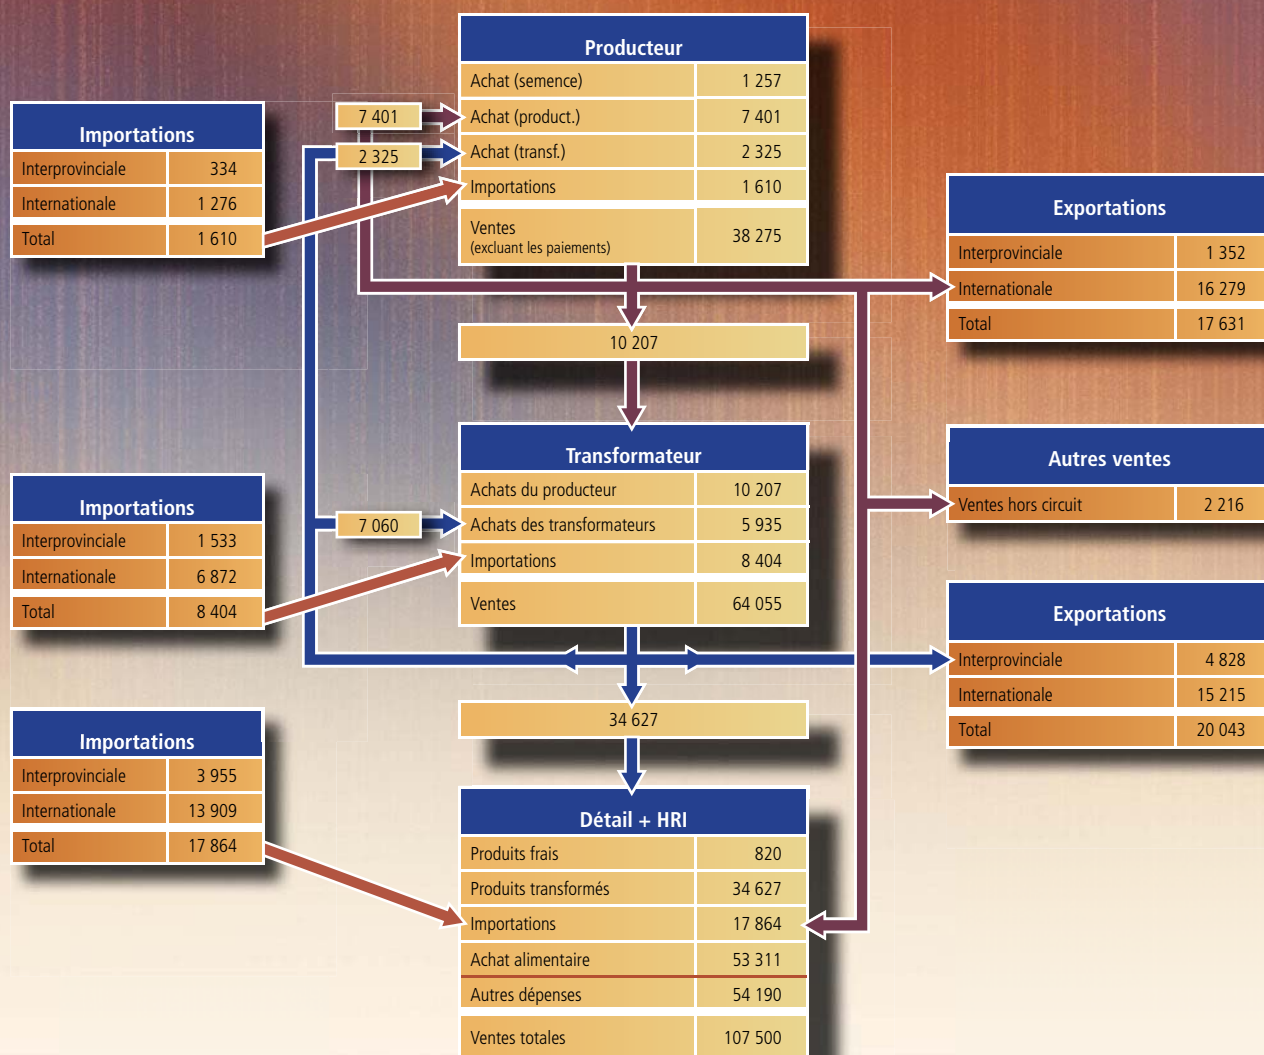 Producteur
Achat (semence) 1 257
Achat (product.) 7 401
Achat (transf.) 2 325
Importations 1 610
Ventes
(excluant les paiements) 38 275
7 401
2 325
Importations
Interprovinciale 334
Internationale 1 276
Total 1 610
Exportations
Interprovinciale 1 352
Internationale 16 279
Total 17 631
10 207
Transformateur
Achats du producteur 10 207
Achats des transformateurs 5 935
Importations 8 404
Ventes 64 055
7 060
Importations
Interprovinciale 1 533
Internationale 6 872
Total 8 404
Autres ventes
Ventes hors circuit 2 216
Exportations
Interprovinciale 4 828
Internationale 15 215
Total 20 043
34 627
Importations
Interprovinciale 3 955
Internationale 13 909
Total 17 864
Détail + HRI
Produits frais 820
Produits transformés 34 627
Importations 17 864
Achat alimentaire 53 311
Autres dépenses 54 190
Ventes totales 107 500